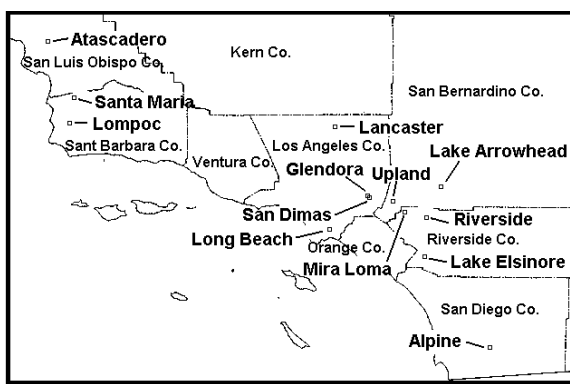 Atascadero
San Luis Obispo Co.
Kern Co.
San Bernardino Co.
Santa Maria
Lompoc
Sant Barbara Co.
Ventura Co.
Lancaster
Los Angeles Co.
Lake Arrowhead
Glendora
Upland
San Dimas
Long Beach
Orange Co.
Mira Loma
Riverside
Riverside Co.
Lake Elsinore
San Diego Co.
Alpine